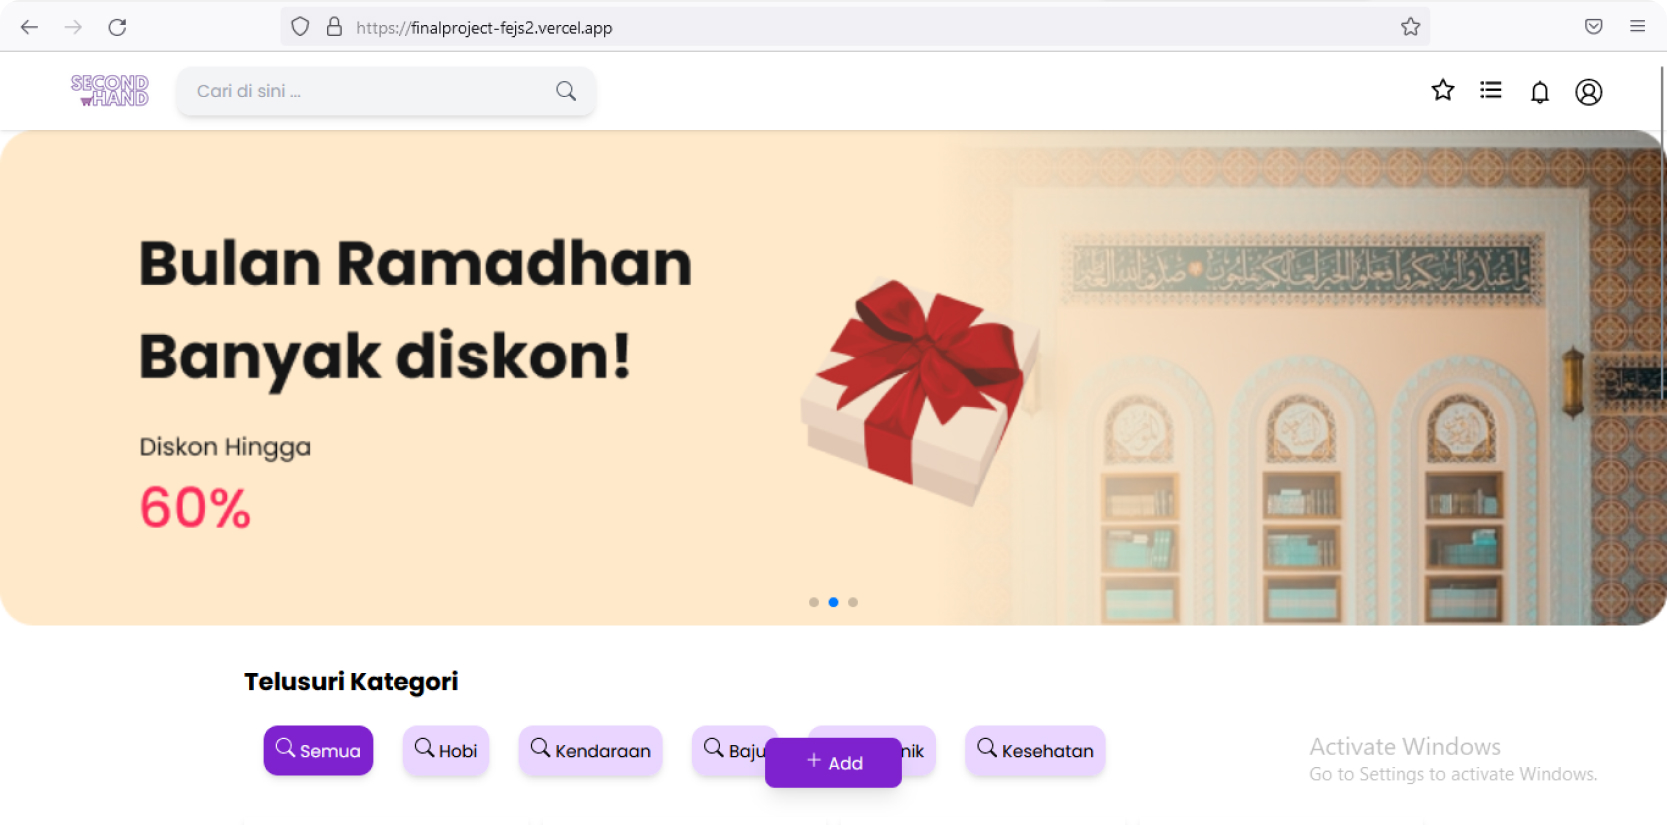 https://finalproject-fejs2.vercel.app
SECOND
HAND
Cari di sini ...
Bulan Ramadhan
Banyak diskon!
Diskon Hingga
60%
Telusuri Kategori
Semua
Hobi
Kendaraan
Baju
nik
Kesehatan
+ Add
Activate Windows
Go to Settings to activate Windows.